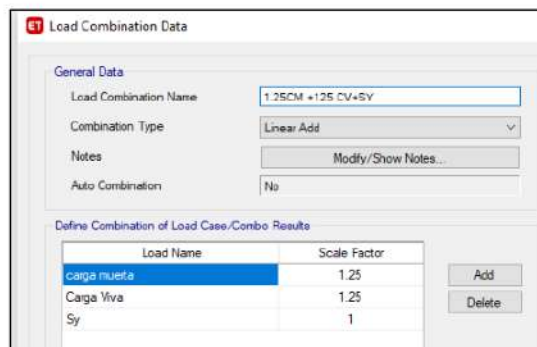 ET Load Combination Data
General Data
Load Combination Name 1.25CM +125 CV+SY
Combination Type Linear Add
Notes Modify/Show Notes...
Auto Combination No
Define Combination of Load Case/Combo Results
Load Name Scale Factor
carga muerta 1.25 Add
Carga Viva 1.25 Delete
Sy 1